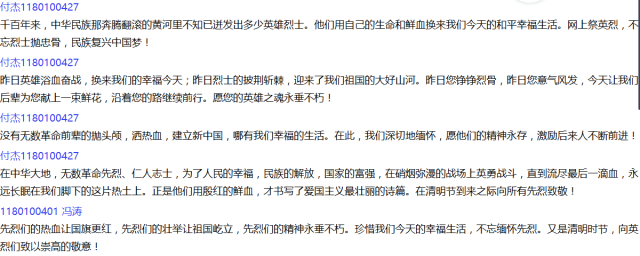 付杰1180100427
千百年来，中华民族那奔腾翻滚的黄河里不知已迸发出多少英雄烈士。他们用自己的生命和鲜血换来我们今天的和平幸福生活。网上祭英烈，不
忘烈士抛忠骨，民族复兴中国梦！
付杰1180100427
昨日英雄浴血奋战，换来我们的幸福今天；昨日烈士的披荆斩棘，迎来了我们祖国的大好山河。昨日您铮铮烈骨，昨日您意气风发，今天让我们
后辈为您献上一束鲜花，沿着您的路继续前行。愿您的英雄之魂永垂不朽！
付杰1180100427
没有无数革命前辈的抛头颅，洒热血，建立新中国，哪有我们幸福的生活。在此，我们深切地缅怀，愿他们的精神永存，激励后来人不断前进！
付杰1180100427
在中华大地，无数革命先烈、仁人志士，为了人民的幸福，民族的解放，国家的富强，在硝烟弥漫的战场上英勇战斗，直到流尽最后一滴血，永
远长眠在我们脚下的这片热土上。正是他们用殷红的鲜血，才书写了爱国主义最壮丽的诗篇。在清明节到来之际向所有先烈致敬！
1180100401 冯涛
先烈们的热血让国旗更红，先烈们的壮举让祖国屹立，先烈们的精神永垂不朽。珍惜我们今天的幸福生活，不忘缅怀先烈。又是清明时节，向英
烈们致以崇高的敬意！